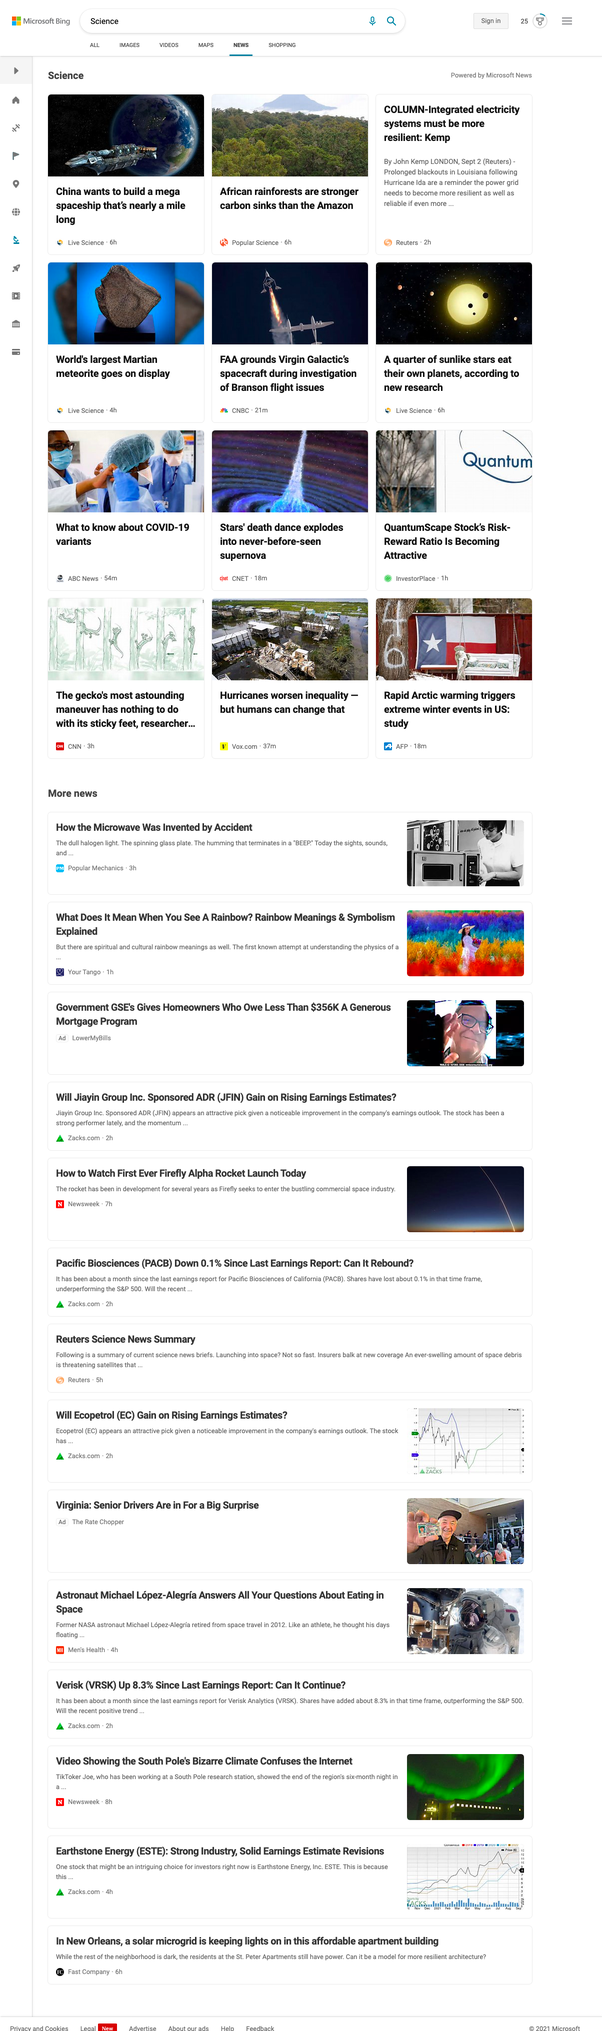 Microsoft Bing
Science
Sign in
25
ALL IMAGES VIDEOS MAPS NEWS SHOPPING
Science
Powered by Microsoft News
China wants to build a mega
spaceship that's nearly a mile
long
Live Science · 6h
African rainforests are stronger
carbon sinks than the Amazon
Popular Science · 6h
COLUMN-Integrated electricity
systems must be more
resilient: Kemp
By John Kemp LONDON, Sept 2 (Reuters) -
Prolonged blackouts in Louisiana following
Hurricane Ida are a reminder the power grid
needs to become more resilient as well as
reliable if even more ...
Reuters · 2h
World's largest Martian
meteorite goes on display
Live Science · 4h
FAA grounds Virgin Galactic's
spacecraft during investigation
of Branson flight issues
CNBC · 21m
A quarter of sunlike stars eat
their own planets, according to
new research
Live Science · 6h
What to know about COVID-19
variants
ABC News · 54m
Stars' death dance explodes
into never-before-seen
supernova
CNET · 18m
Quantum
QuantumScape Stock's Risk-
Reward Ratio Is Becoming
Attractive
InvestorPlace · 1h
The gecko's most astounding
maneuver has nothing to do
with its sticky feet, researcher...
CNN · 3h
Hurricanes worsen inequality —
but humans can change that
Vox.com · 37m
46
Rapid Arctic warming triggers
extreme winter events in US:
study
AFP · 18m
More news
How the Microwave Was Invented by Accident
The dull halogen light. The spinning glass plate. The humming that terminates in a "BEEP." Today the sights, sounds,
and ...
Popular Mechanics · 3h
What Does It Mean When You See A Rainbow? Rainbow Meanings & Symbolism
Explained
But there are spiritual and cultural rainbow meanings as well. The first known attempt at understanding the physics of a
...
Your Tango · 1h
Government GSE's Gives Homeowners Who Owe Less Than $356K A Generous
Mortgage Program
Ad LowerMyBills
Will Jiayin Group Inc. Sponsored ADR (JFIN) Gain on Rising Earnings Estimates?
Jiayin Group Inc. Sponsored ADR (JFIN) appears an attractive pick given a noticeable improvement in the company's earnings outlook. The stock has been a
strong performer lately, and the momentum ...
Zacks.com · 2h
How to Watch First Ever Firefly Alpha Rocket Launch Today
The rocket has been in development for several years as Firefly seeks to enter the bustling commercial space industry.
Newsweek · 7h
Pacific Biosciences (PACB) Down 0.1% Since Last Earnings Report: Can It Rebound?
It has been about a month since the last earnings report for Pacific Biosciences of California (PACB). Shares have lost about 0.1% in that time frame,
underperforming the S&P 500. Will the recent ...
Zacks.com · 2h
Reuters Science News Summary
Following is a summary of current science news briefs. Launching into space? Not so fast. Insurers balk at new coverage An ever-swelling amount of space debris
is threatening satellites that ...
Reuters · 5h
Will Ecopetrol (EC) Gain on Rising Earnings Estimates?
Ecopetrol (EC) appears an attractive pick given a noticeable improvement in the company's earnings outlook. The stock
has ...
Zacks.com · 2h
ZACKS
Virginia: Senior Drivers Are in For a Big Surprise
Ad The Rate Chopper
Astronaut Michael López-Alegría Answers All Your Questions About Eating in
Space
Former NASA astronaut Michael López-Alegría retired from space travel in 2012. Like an athlete, he thought his days
floating ...
Men's Health · 4h
Verisk (VRSK) Up 8.3% Since Last Earnings Report: Can It Continue?
It has been about a month since the last earnings report for Verisk Analytics (VRSK). Shares have added about 8.3% in that time frame, outperforming the S&P 500.
Will the recent positive trend ...
Zacks.com · 2h
Video Showing the South Pole's Bizarre Climate Confuses the Internet
TikToker Joe, who has been working at a South Pole research station, showed the end of the region's six-month night in
a ...
Newsweek · 8h
Earthstone Energy (ESTE): Strong Industry, Solid Earnings Estimate Revisions
One stock that might be an intriguing choice for investors right now is Earthstone Energy, Inc. ESTE. This is because
this ...
Zacks.com · 4h
ZACKS
In New Orleans, a solar microgrid is keeping lights on in this affordable apartment building
While the rest of the neighborhood is dark, the residents at the St. Peter Apartments still have power. Can it be a model for more resilient architecture?
Fast Company · 6h
Privacy and Cookies Legal New Advertise About our ads Help Feedback
© 2021 Microsoft